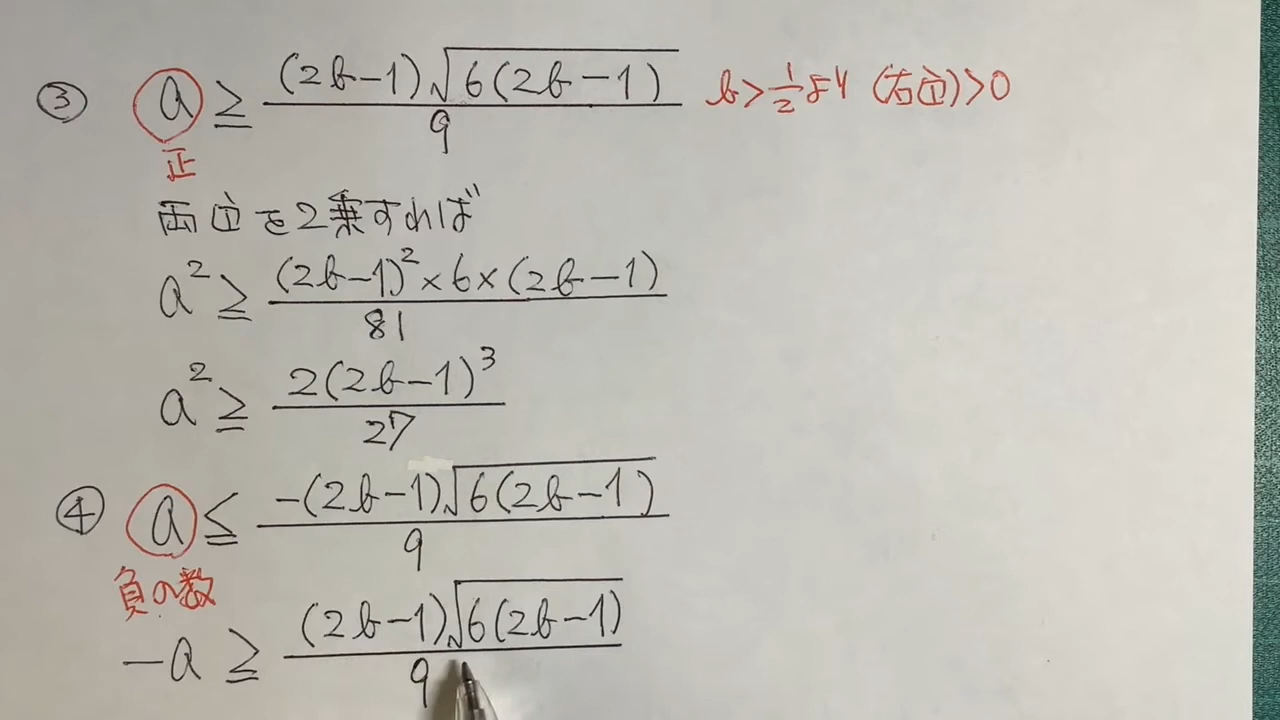 ③ a ≧ (2b-1)√6(2b-1) / 9 b>1/2より (右辺)>0
正
両辺を2乗すれば
a² ≧ (2b-1)²×6×(2b-1) / 81
a² ≧ 2(2b-1)³ / 27
④ a ≦ -(2b-1)√6(2b-1) / 9
負の数
-a ≧ (2b-1)√6(2b-1) / 9